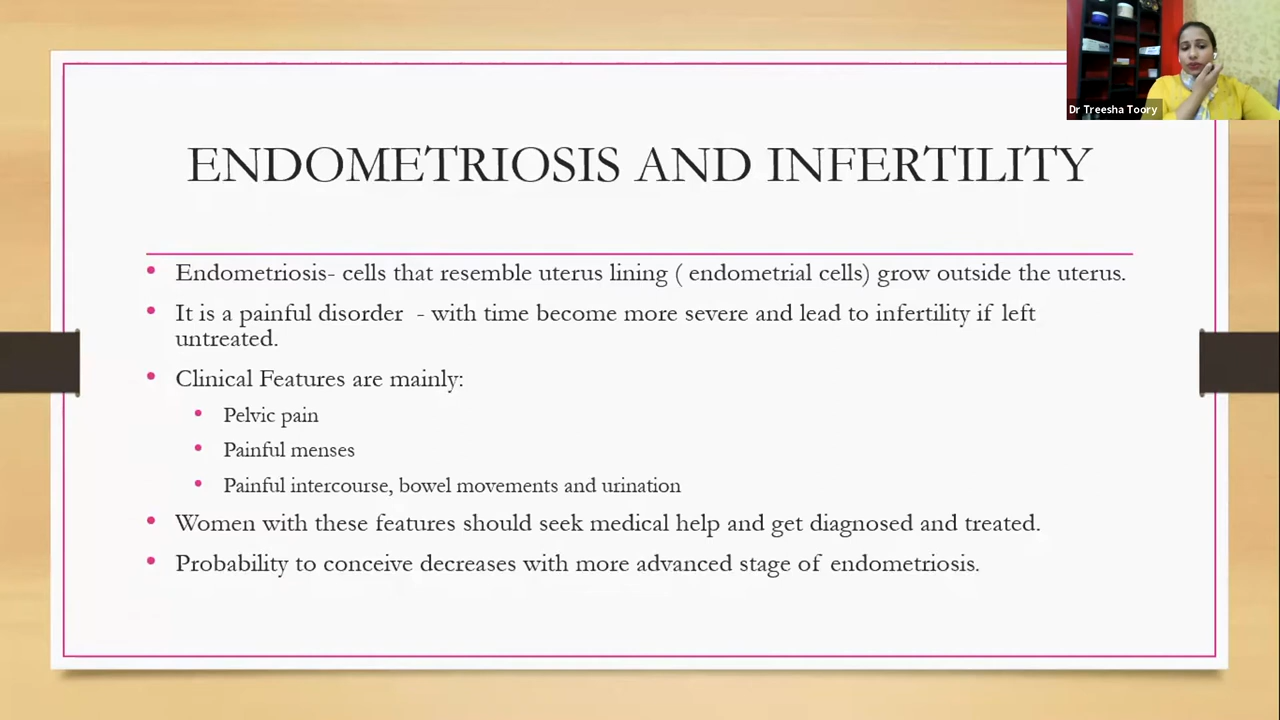 Dr Treesha Toory
ENDOMETRIOSIS AND INFERTILITY
• Endometriosis- cells that resemble uterus lining ( endometrial cells) grow outside the uterus.
• It is a painful disorder - with time become more severe and lead to infertility if left
untreated.
• Clinical Features are mainly:
• Pelvic pain
• Painful menses
• Painful intercourse, bowel movements and urination
• Women with these features should seek medical help and get diagnosed and treated.
• Probability to conceive decreases with more advanced stage of endometriosis.